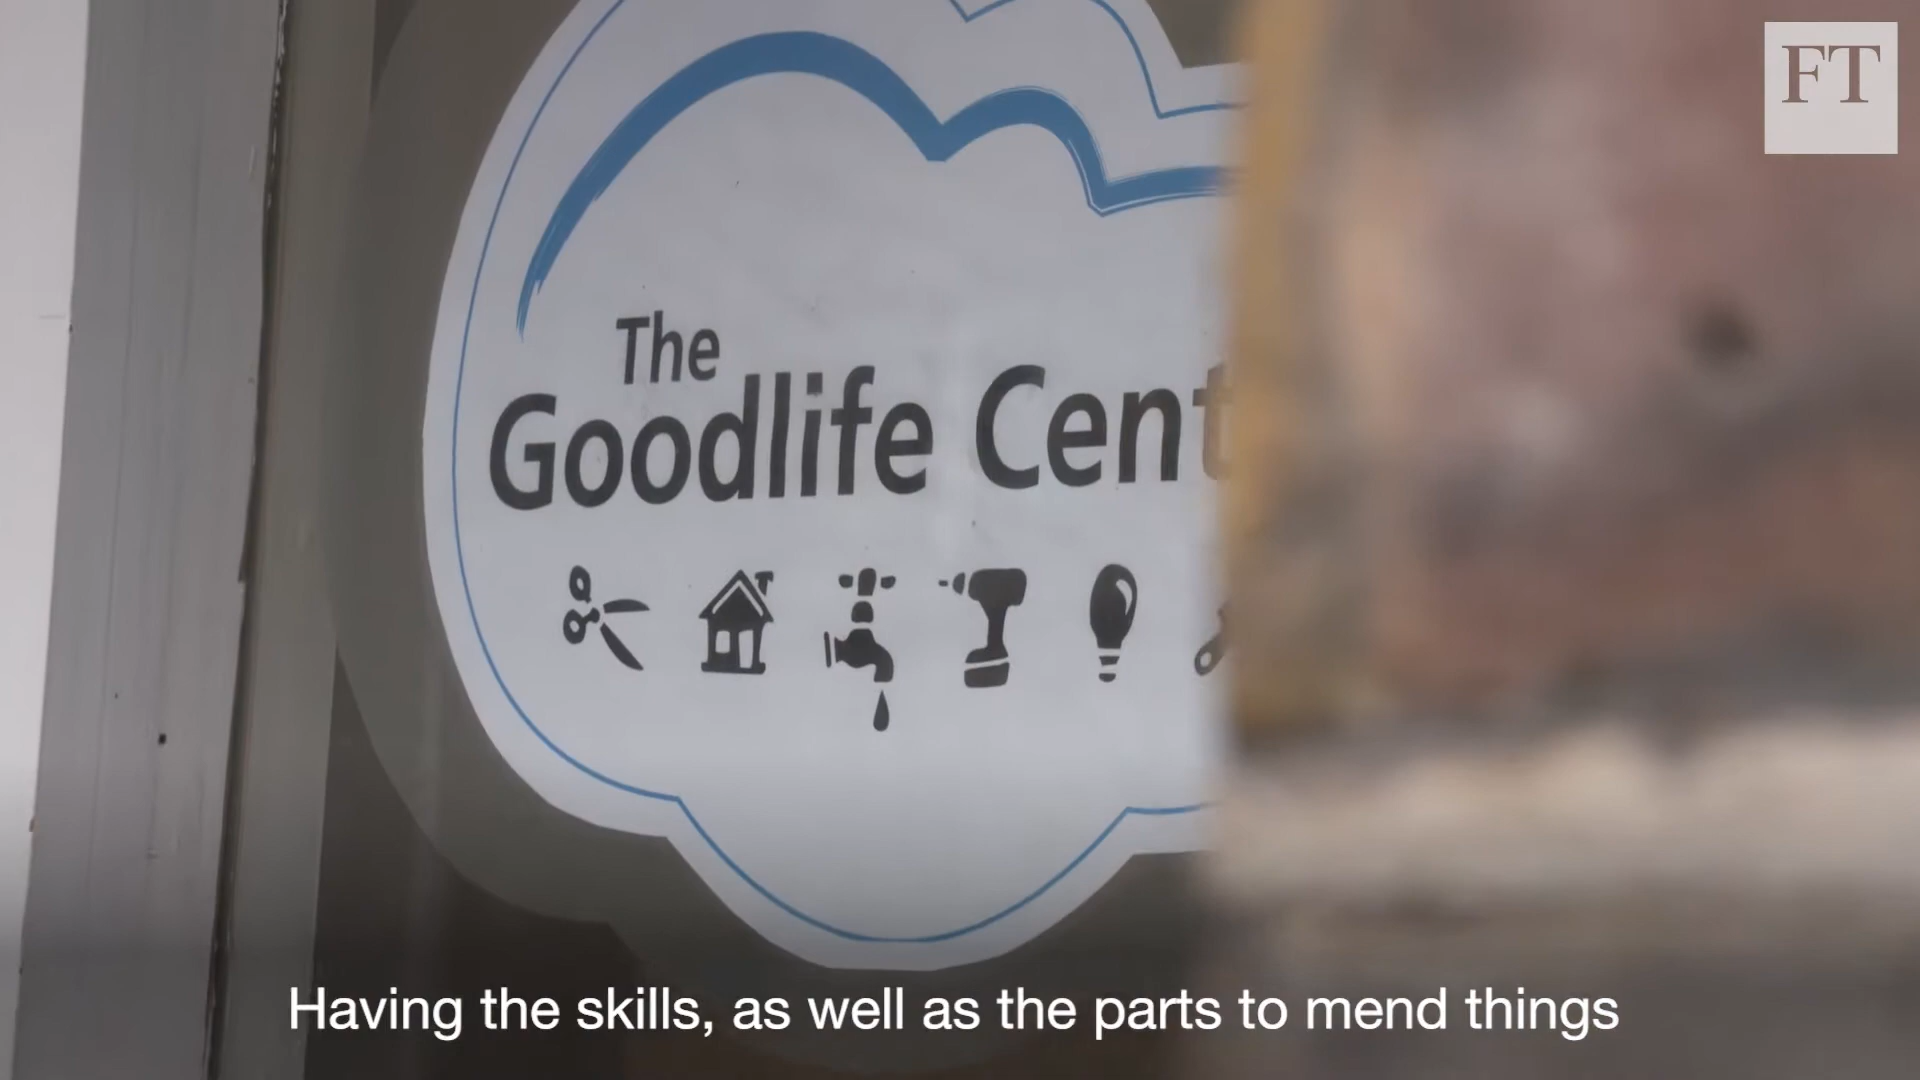 FT
The
Goodlife Cent
Having the skills, as well as the parts to mend things